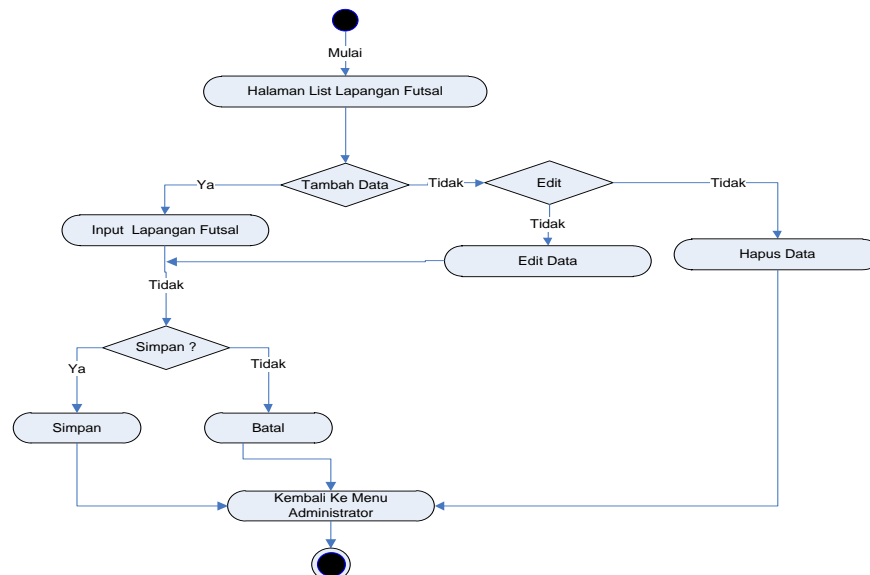 Mulai
Halaman List Lapangan Futsal
Tambah Data
Ya
Tidak
Edit
Tidak
Tidak
Input Lapangan Futsal
Edit Data
Hapus Data
Tidak
Simpan ?
Ya
Tidak
Simpan
Batal
Kembali Ke Menu
Administrator